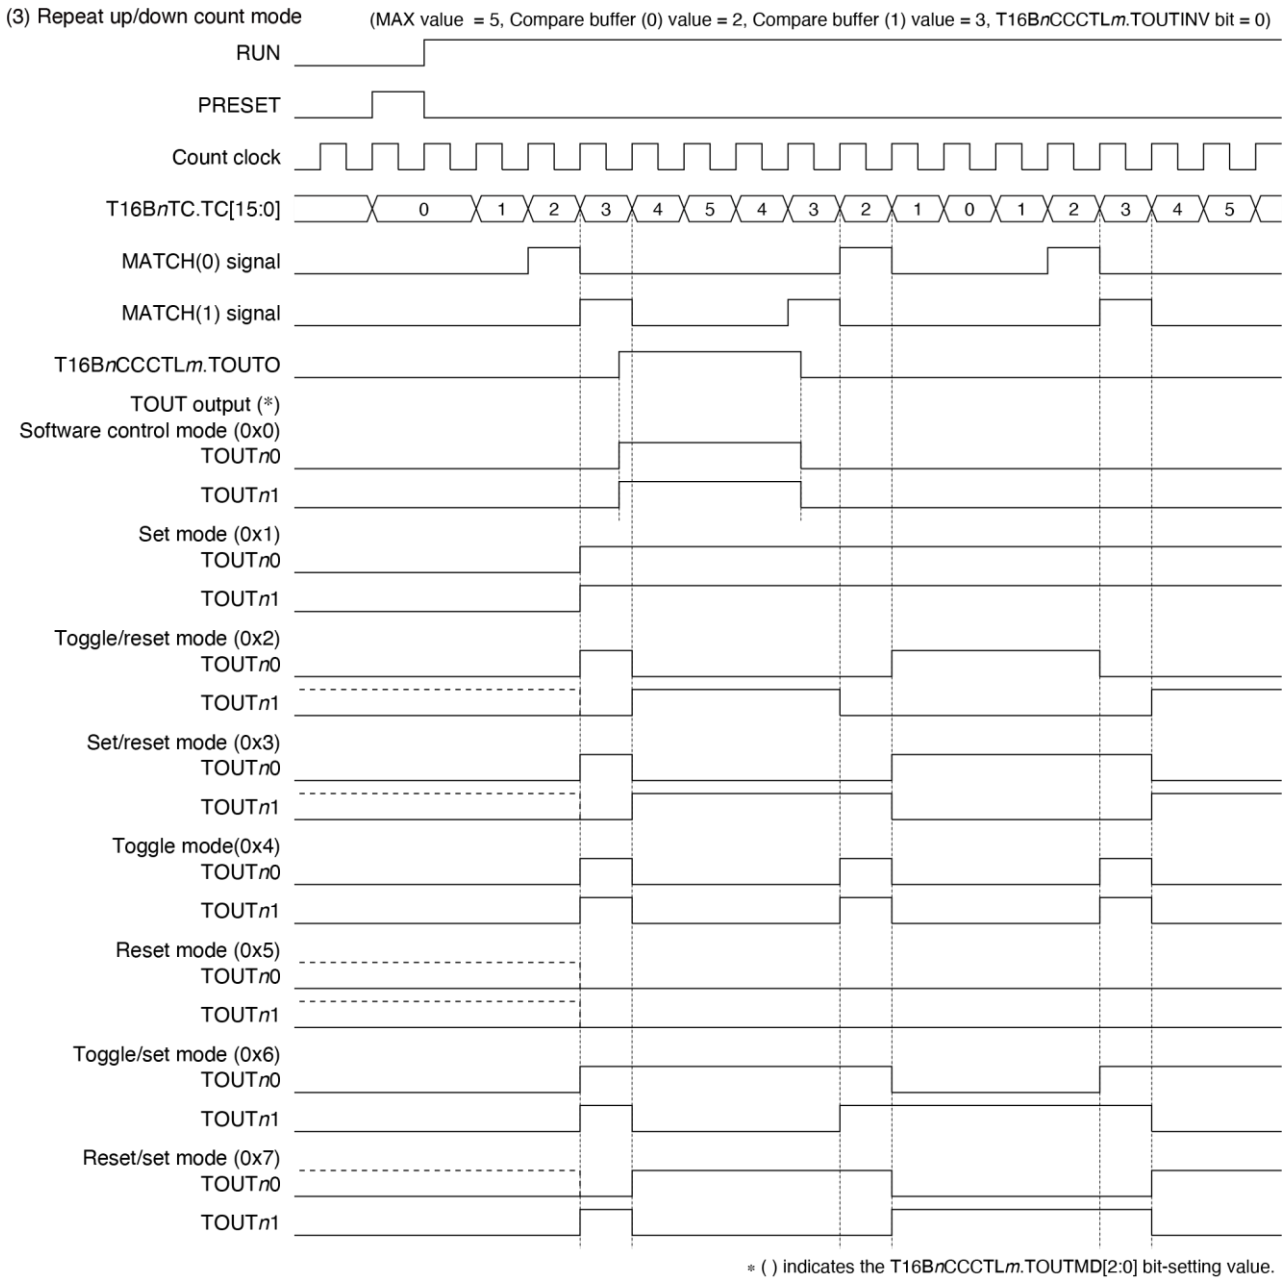 (3) Repeat up/down count mode (MAX value = 5, Compare buffer (0) value = 2, Compare buffer (1) value = 3, T16BnCCCTLm.TOUTINV bit = 0)
RUN
PRESET
Count clock
T16BnTC.TC[15:0] 0 1 2 3 4 5 4 3 2 1 0 1 2 3 4 5
MATCH(0) signal
MATCH(1) signal
T16BnCCCTLm.TOUTO
TOUT output (*)
Software control mode (0x0)
TOUTn0
TOUTn1
Set mode (0x1)
TOUTn0
TOUTn1
Toggle/reset mode (0x2)
TOUTn0
TOUTn1
Set/reset mode (0x3)
TOUTn0
TOUTn1
Toggle mode(0x4)
TOUTn0
TOUTn1
Reset mode (0x5)
TOUTn0
TOUTn1
Toggle/set mode (0x6)
TOUTn0
TOUTn1
Reset/set mode (0x7)
TOUTn0
TOUTn1
* ( ) indicates the T16BnCCCTLm.TOUTMD[2:0] bit-setting value.